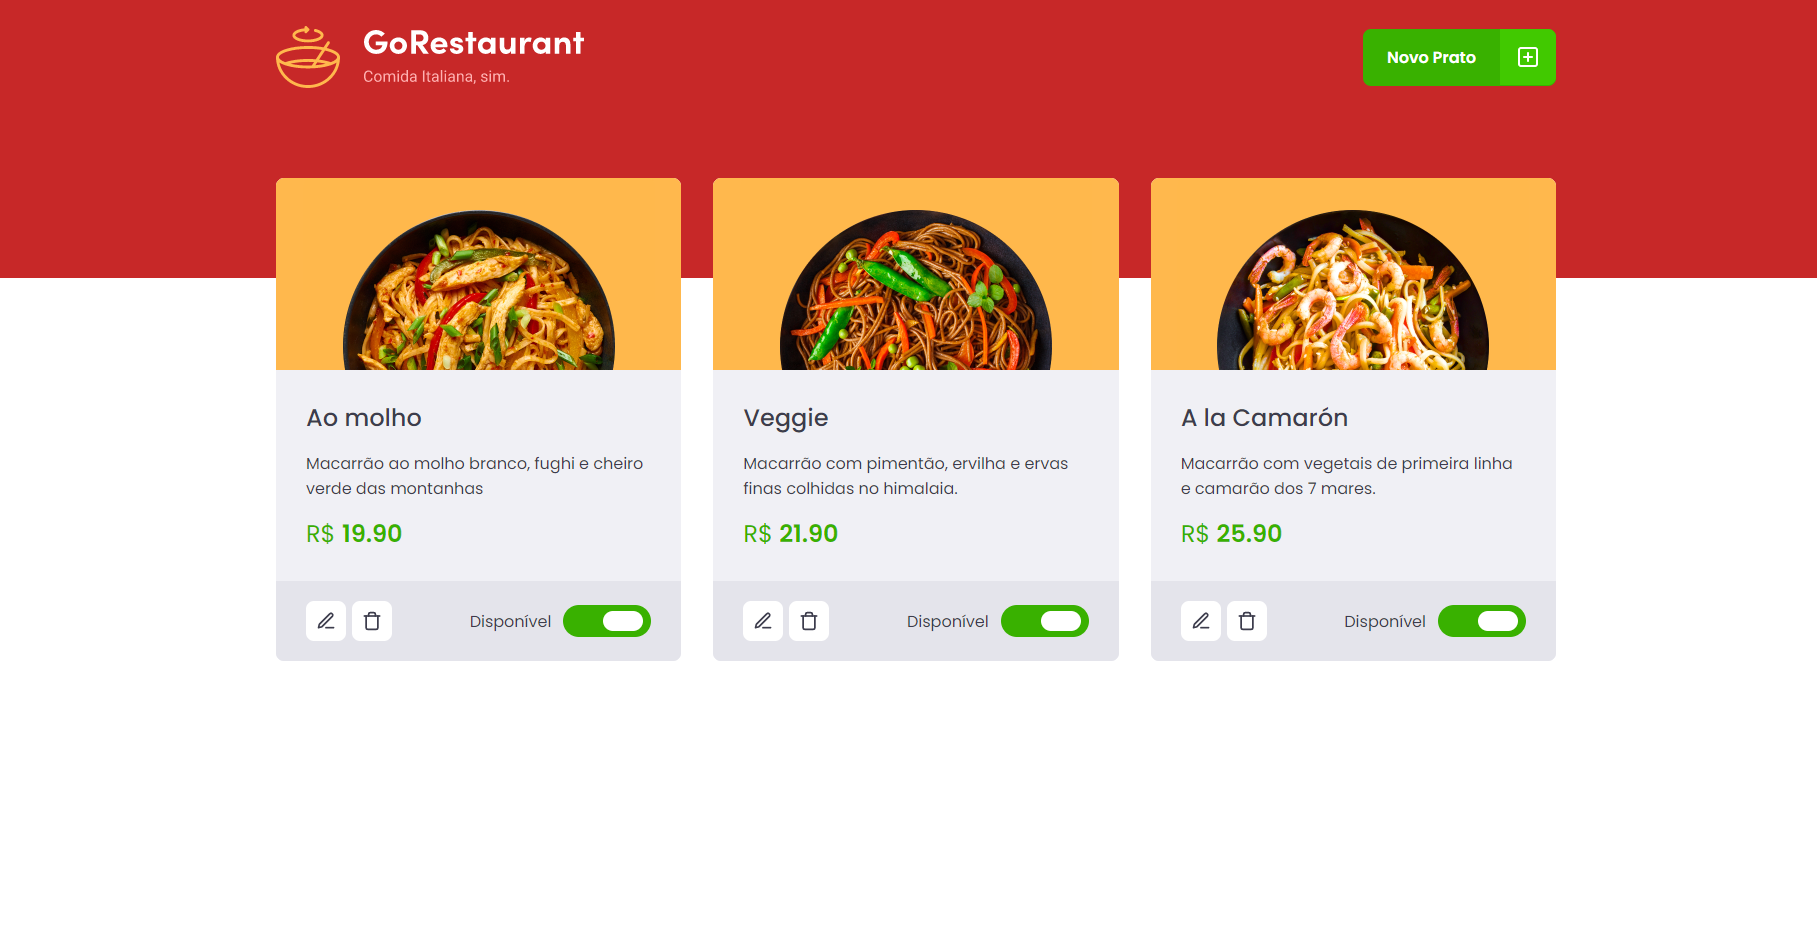 GoRestaurant
Comida Italiana, sim.
Novo Prato
Ao molho
Macarrão ao molho branco, fughi e cheiro
verde das montanhas
R$ 19.90
Disponível
Veggie
Macarrão com pimentão, ervilha e ervas
finas colhidas no himalaia.
R$ 21.90
Disponível
A la Camarón
Macarrão com vegetais de primeira linha
e camarão dos 7 mares.
R$ 25.90
Disponível